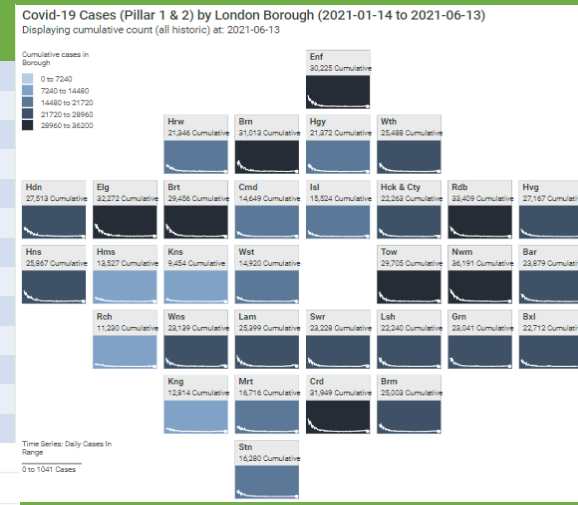 Covid-19 Cases (Pillar 1 & 2) by London Borough (2021-01-14 to 2021-06-13)
Displaying cumulative count (all historic) at: 2021-06-13
Cumulative cases in
Borough
0 to 7240
7240 to 14480
14480 to 21720
21720 to 28960
28960 to 36200
Enf
30,225 Cumulative
Hrw
21,346 Cumulative
Brn
31,013 Cumulative
Hgy
21,372 Cumulative
Wth
25,488 Cumulative
Hdn
27,513 Cumulative
Elg
32,272 Cumulative
Brt
29,456 Cumulative
Cmd
14,649 Cumulative
Isl
15,524 Cumulative
Hck & Cty
22,263 Cumulative
Rdb
33,409 Cumulative
Hvg
27,167 Cumulati
Hns
25,867 Cumulative
Hms
13,527 Cumulative
Kns
9,454 Cumulative
Wst
14,920 Cumulative
Tow
29,705 Cumulative
Nwm
36,191 Cumulative
Bar
23,879 Cumulati
Rch
11,230 Cumulative
Wns
23,139 Cumulative
Lam
25,399 Cumulative
Swr
23,228 Cumulative
Lsh
22,240 Cumulative
Grn
23,041 Cumulative
Bxl
22,712 Cumulati
Kng
12,814 Cumulative
Mrt
16,716 Cumulative
Crd
31,949 Cumulative
Brm
25,003 Cumulative
Stn
16,280 Cumulative
Time Series: Daily Cases In
Range
0 to 1041 Cases